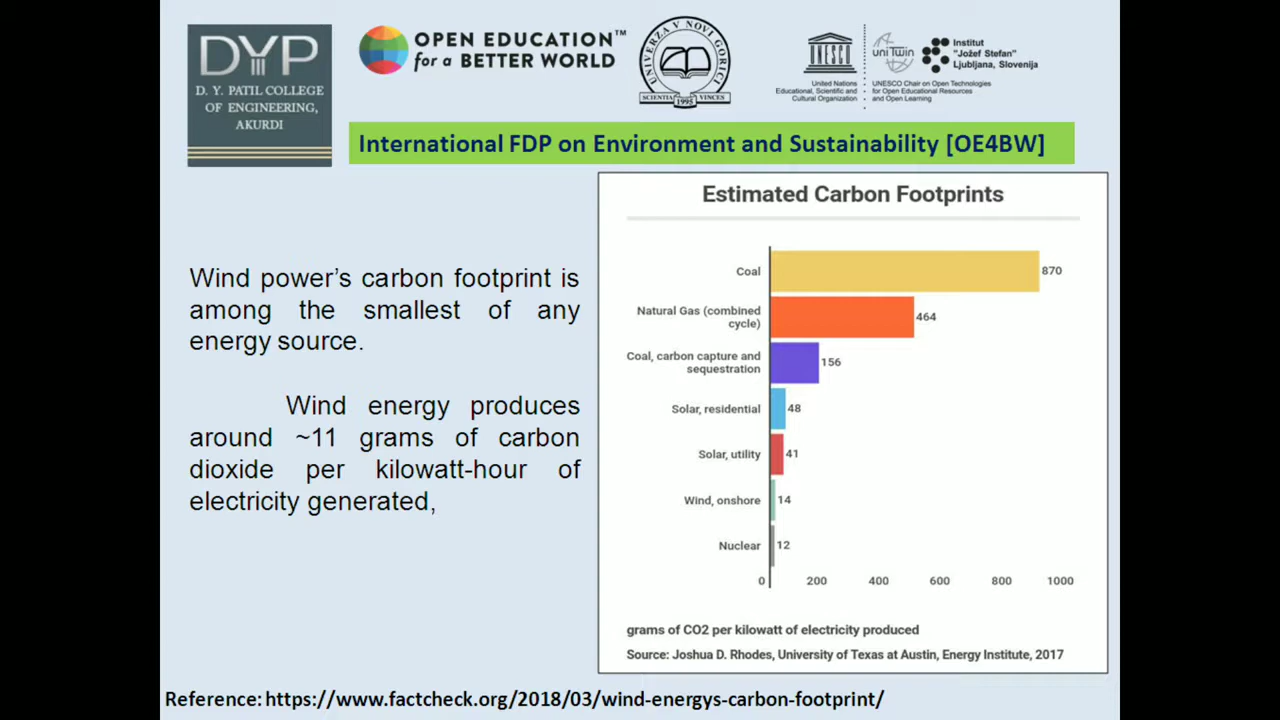 DYP
D. Y. PATIL COLLEGE
OF ENGINEERING,
AKURDI
OPEN EDUCATION™
for a BETTER WORLD
UNIVERZA V NOVI GORICI
SCIENTIA VINCES
1995
UNESCO
United Nations
Educational, Scientific and
Cultural Organization
uniTwin
Institut
"Jožef Stefan"
Ljubljana, Slovenija
UNESCO Chair on Open Technologies
for Open Educational Resources
and Open Learning
International FDP on Environment and Sustainability [OE4BW]
Wind power’s carbon footprint is
among the smallest of any
energy source.
Wind energy produces
around ~11 grams of carbon
dioxide per kilowatt-hour of
electricity generated,
Estimated Carbon Footprints
Coal 870
Natural Gas (combined
cycle) 464
Coal, carbon capture and
sequestration 156
Solar, residential 48
Solar, utility 41
Wind, onshore 14
Nuclear 12
0 200 400 600 800 1000
grams of CO2 per kilowatt of electricity produced
Source: Joshua D. Rhodes, University of Texas at Austin, Energy Institute, 2017
Reference: https://www.factcheck.org/2018/03/wind-energys-carbon-footprint/